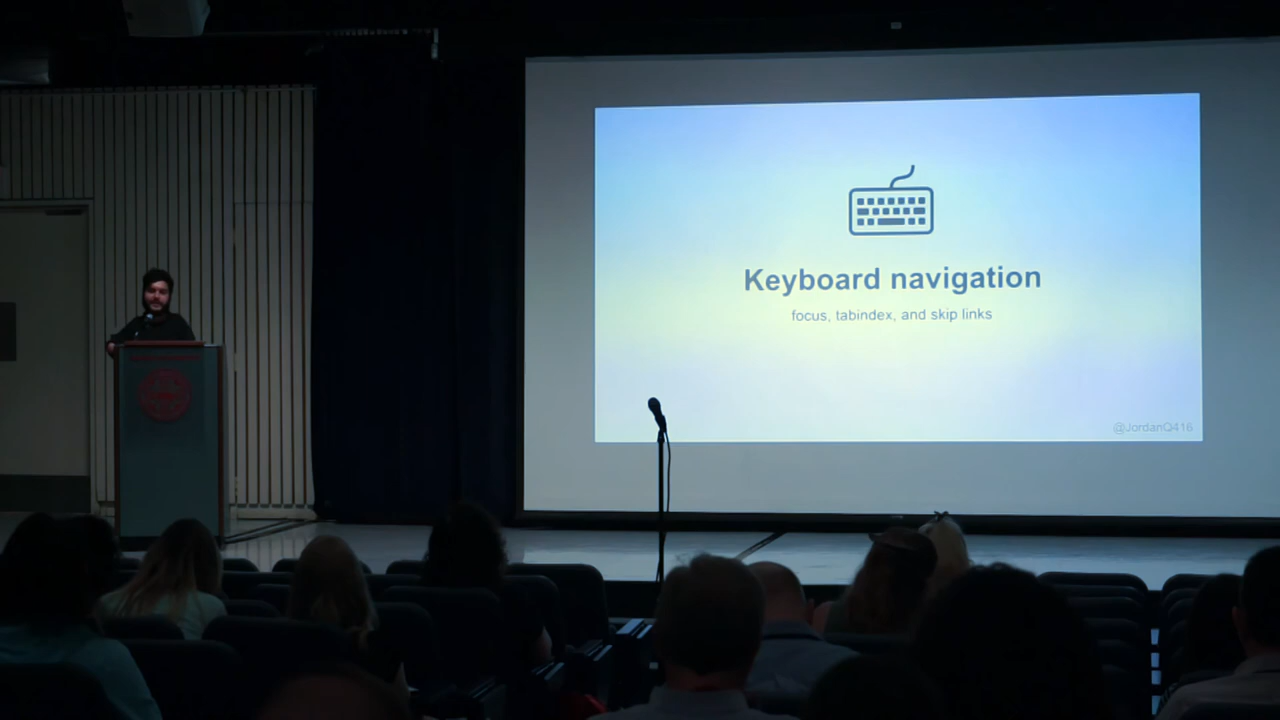 Keyboard navigation
focus, tabindex, and skip links
@JordanQ416